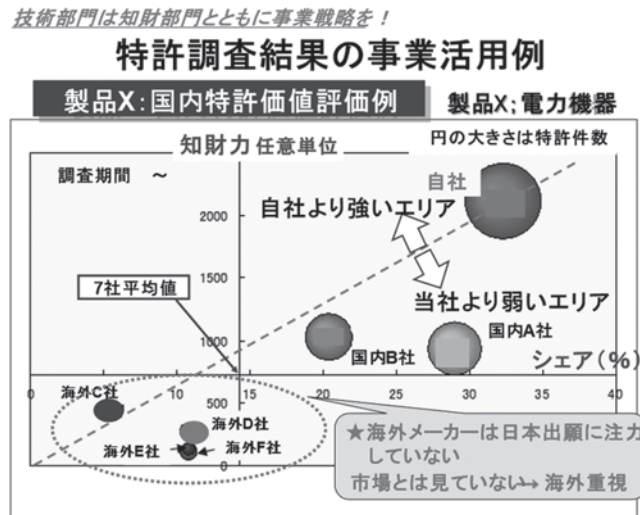 技術部門は知財部門とともに事業戦略を！
特許調査結果の事業活用例
製品X：国内特許価値評価例
製品X；電力機器
知財力 任意単位
円の大きさは特許件数
調査期間　～
自社
2000
自社より強いエリア
1500
7社平均値
当社より弱いエリア
1000
国内B社
国内A社
シェア（%）
0
5
10
15
20
25
30
35
40
海外C社
500
海外D社
海外E社
海外F社
0
★海外メーカーは日本出願に注力
していない
市場とは見ていない→ 海外重視